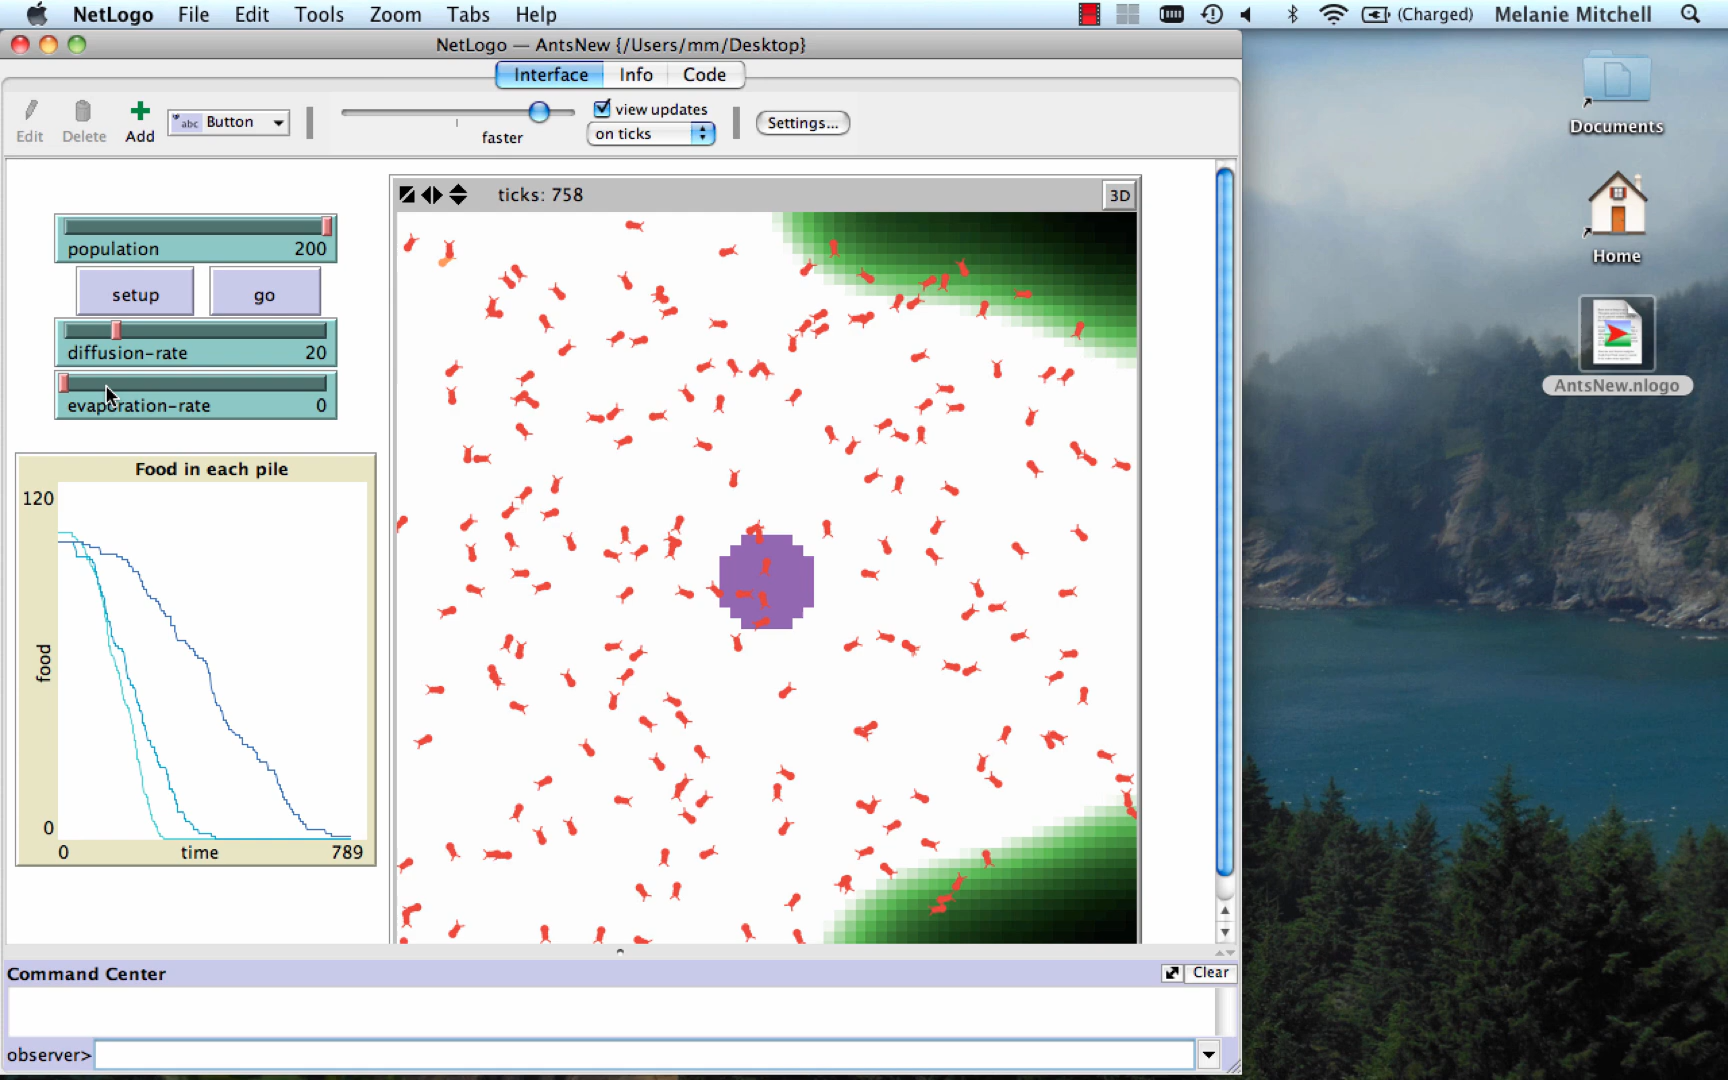 NetLogo File Edit Tools Zoom Tabs Help (Charged) Melanie Mitchell
NetLogo — AntsNew {/Users/mm/Desktop}
Interface Info Code
Edit Delete Add abc Button faster view updates on ticks Settings...
ticks: 758 3D
population 200
setup go
diffusion-rate 20
evaporation-rate 0
Food in each pile
120
food
0
0 time 789
Command Center Clear
observer>
Documents
Home
AntsNew.nlogo